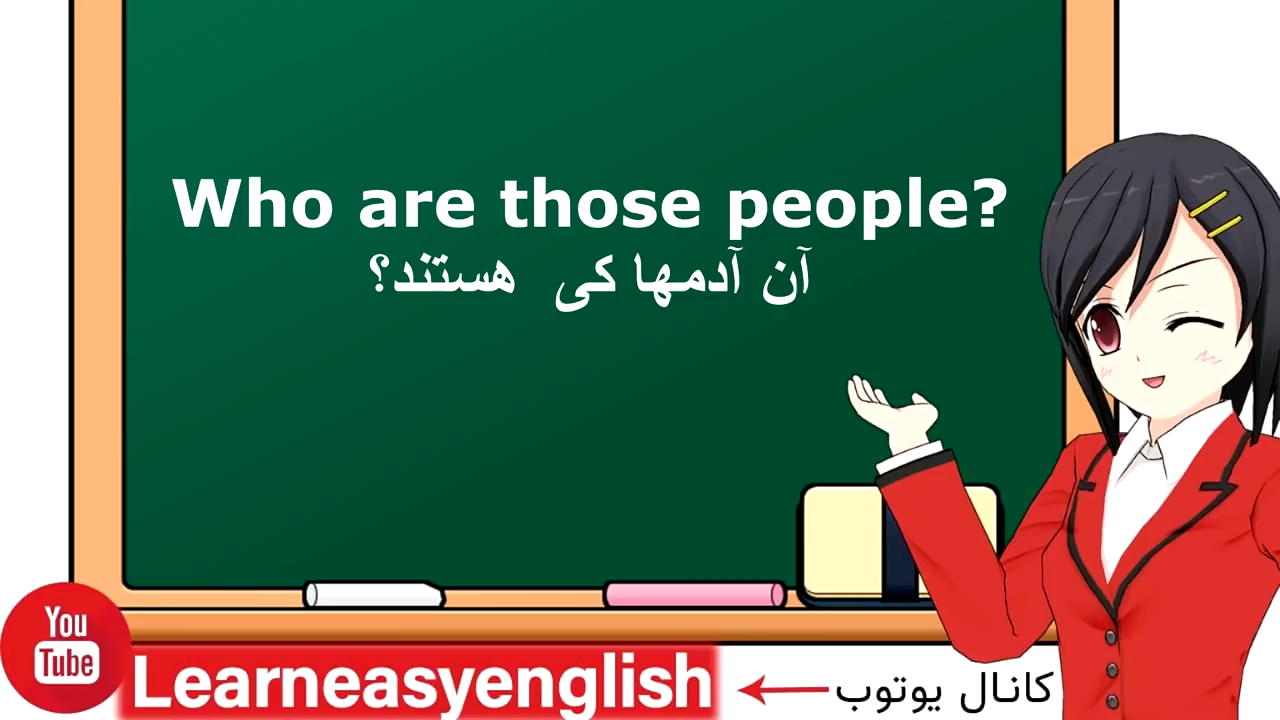 Who are those people?
آن آدمها کی هستند؟
You
Tube
Learneasyenglish
کانال یوتوب